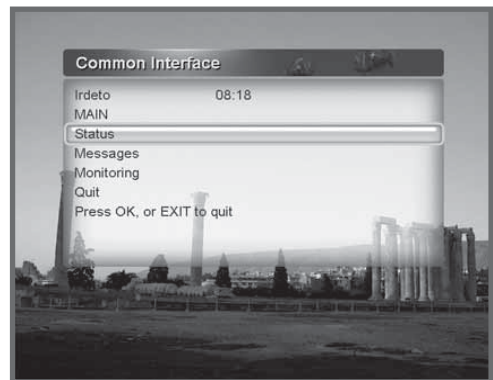 Common Interface
Irdeto 08:18
MAIN
Status
Messages
Monitoring
Quit
Press OK, or EXIT to quit